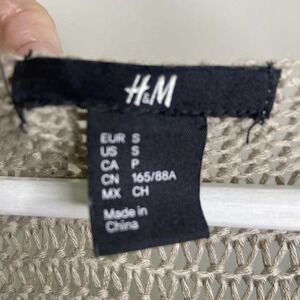 H&M
EUR S
US S
CA P
CN 165/88A
MX CH
Made in
China